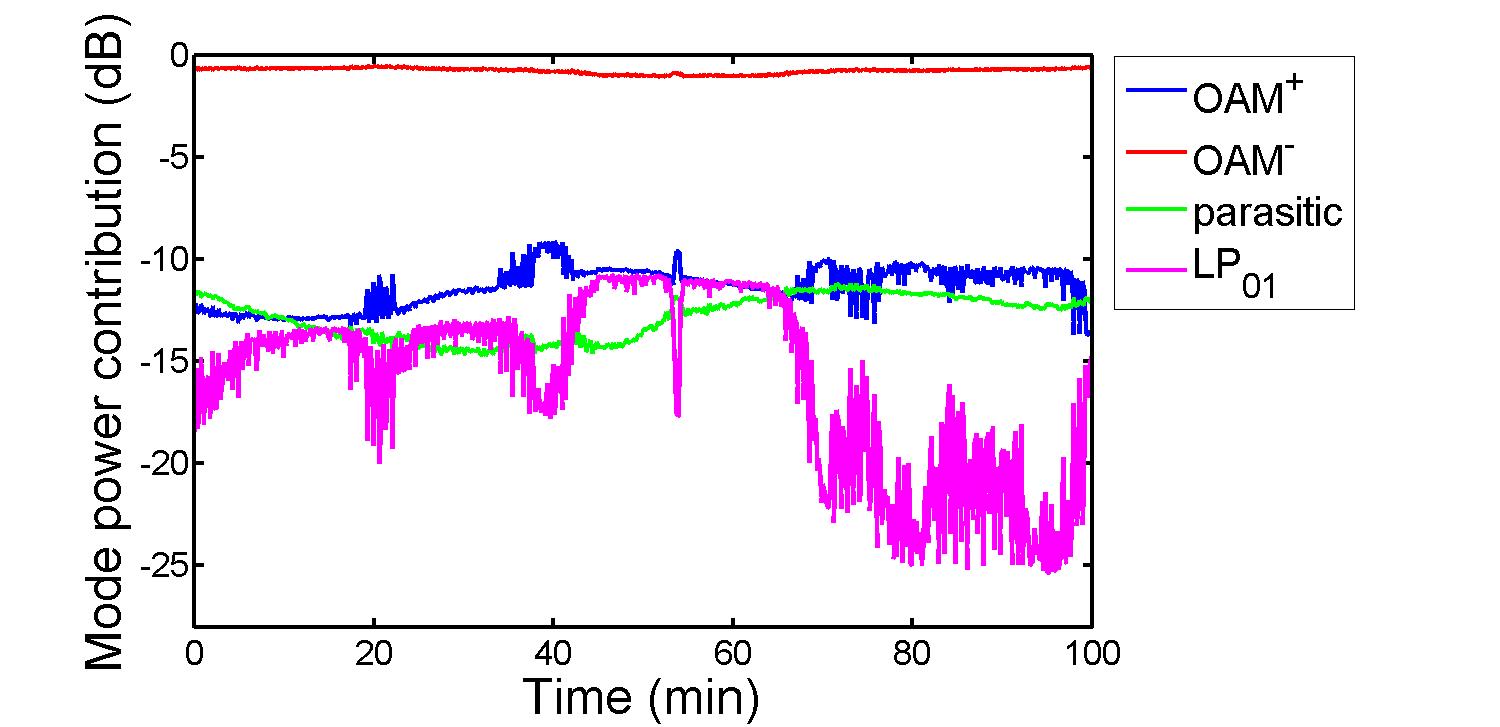 Mode power contribution (dB)
0
-5
-10
-15
-20
-25
0 20 40 60 80 100
Time (min)
OAM+
OAM-
parasitic
LP01